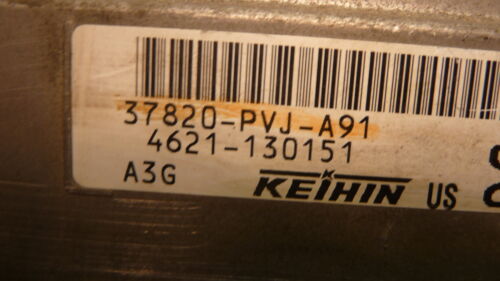 37820-PVJ-A91
4621-130151
A3G KEIHIN US